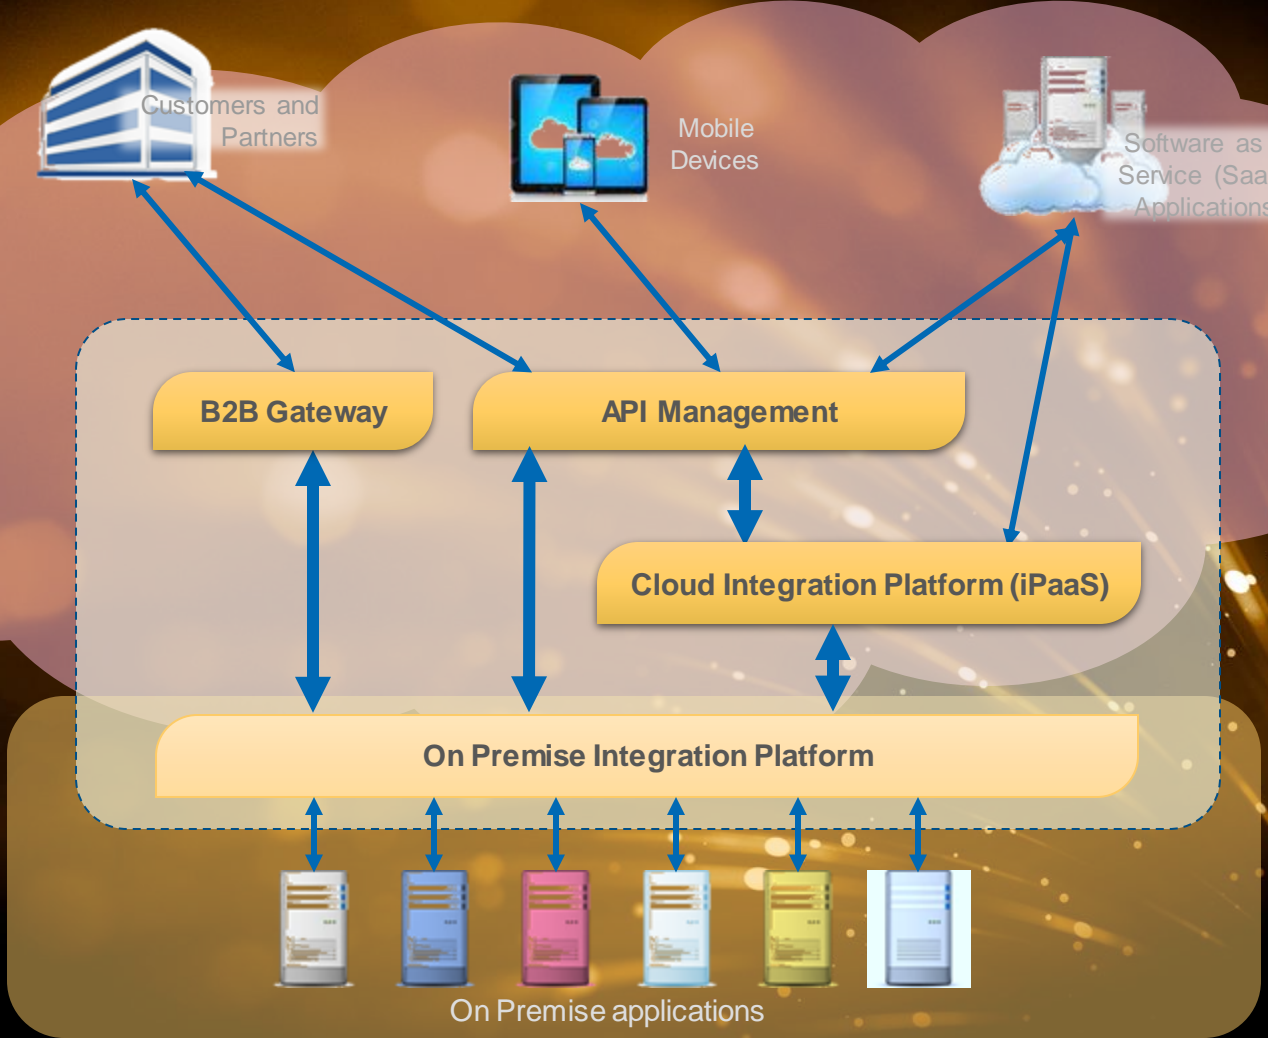 Customers and
Partners
Mobile
Devices
Software as
Service (Saa
Applications
B2B Gateway
API Management
Cloud Integration Platform (iPaaS)
On Premise Integration Platform
On Premise applications